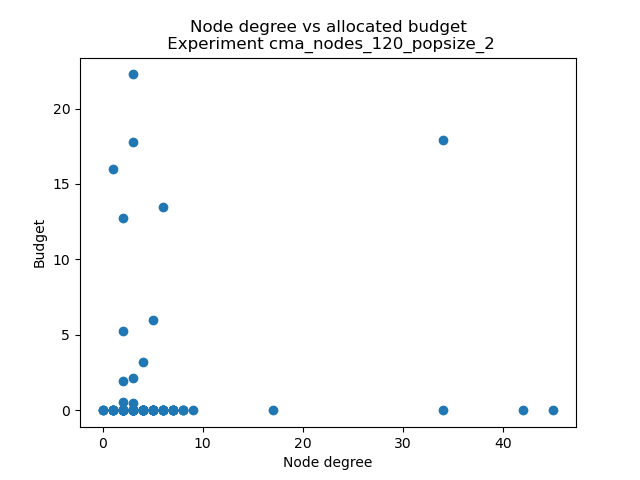 Node degree vs allocated budget
Experiment cma_nodes_120_popsize_2
Budget
20
15
10
5
0
0 10 20 30 40
Node degree